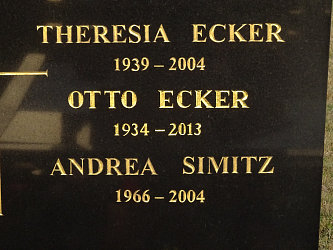 THERESIA ECKER
1939 – 2004
OTTO ECKER
1934 – 2013
ANDREA SIMITZ
1966 – 2004